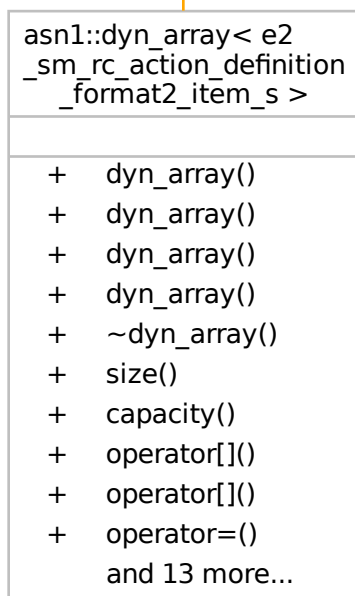 asn1::dyn_array< e2
_sm_rc_action_definition
_format2_item_s >
+ dyn_array()
+ dyn_array()
+ dyn_array()
+ dyn_array()
+ ~dyn_array()
+ size()
+ capacity()
+ operator[]()
+ operator[]()
+ operator=()
and 13 more...